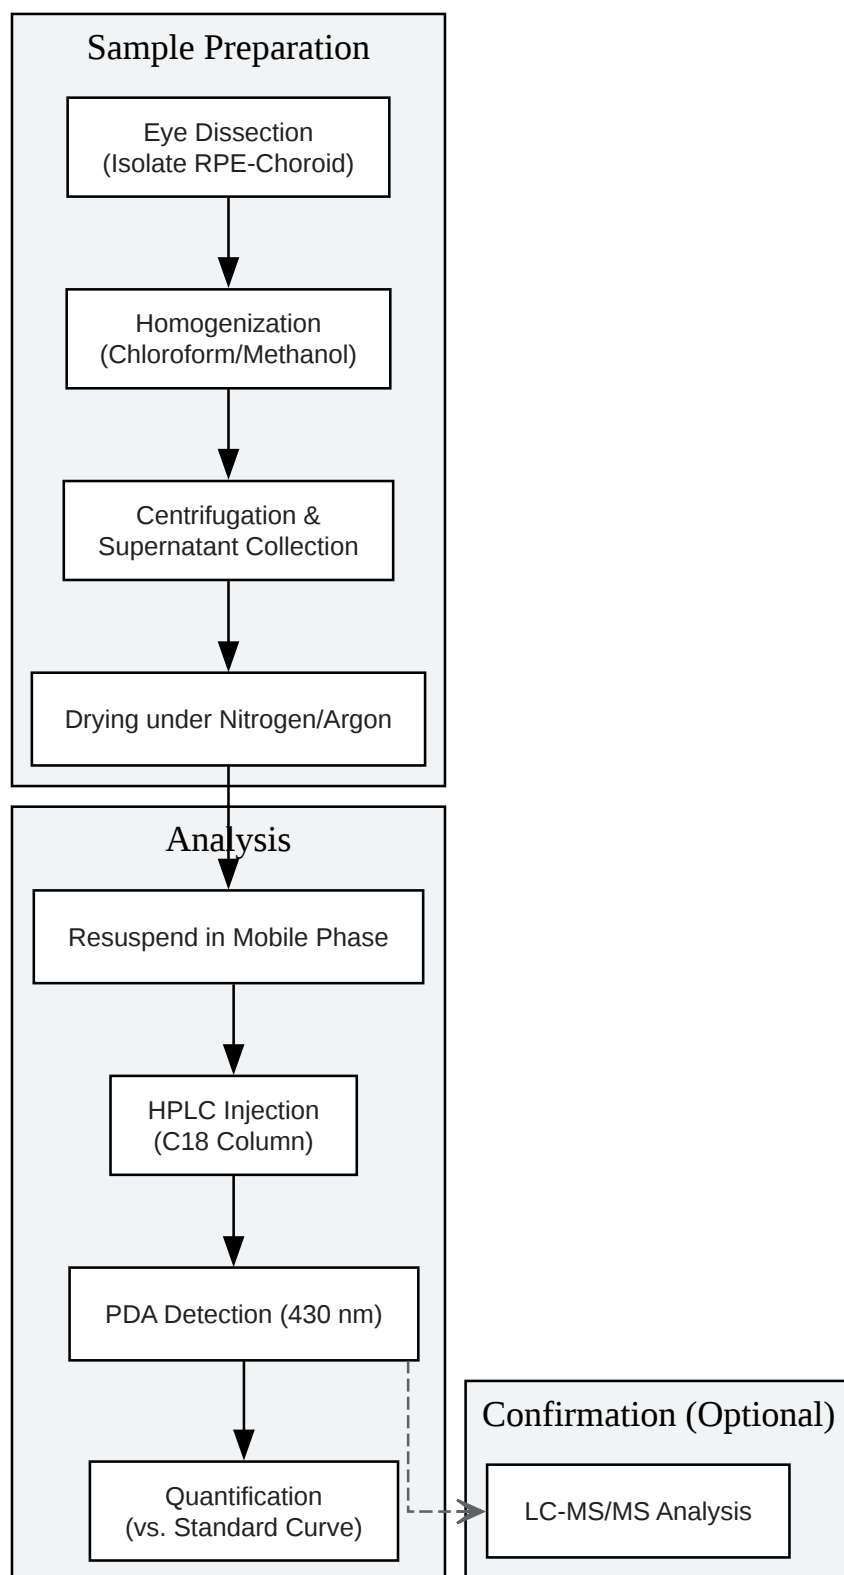 Sample Preparation
Eye Dissection
(Isolate RPE-Choroid)
Homogenization
(Chloroform/Methanol)
Centrifugation &
Supernatant Collection
Drying under Nitrogen/Argon
Analysis
Resuspend in Mobile Phase
HPLC Injection
(C18 Column)
PDA Detection (430 nm)
Quantification
(vs. Standard Curve)
Confirmation (Optional)
LC-MS/MS Analysis